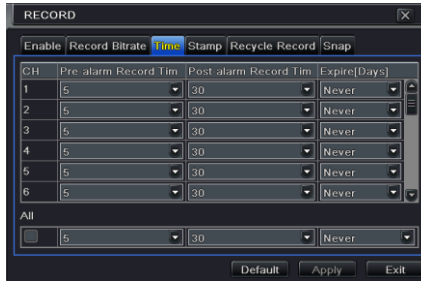 RECORD
Enable Record Bitrate Time Stamp Recycle Record Snap
CH Pre alarm Record Tim Post alarm Record Tim Expire[Days]
1 5 30 Never
2 5 30 Never
3 5 30 Never
4 5 30 Never
5 5 30 Never
6 5 30 Never
All
5 30 Never
Default Apply Exit